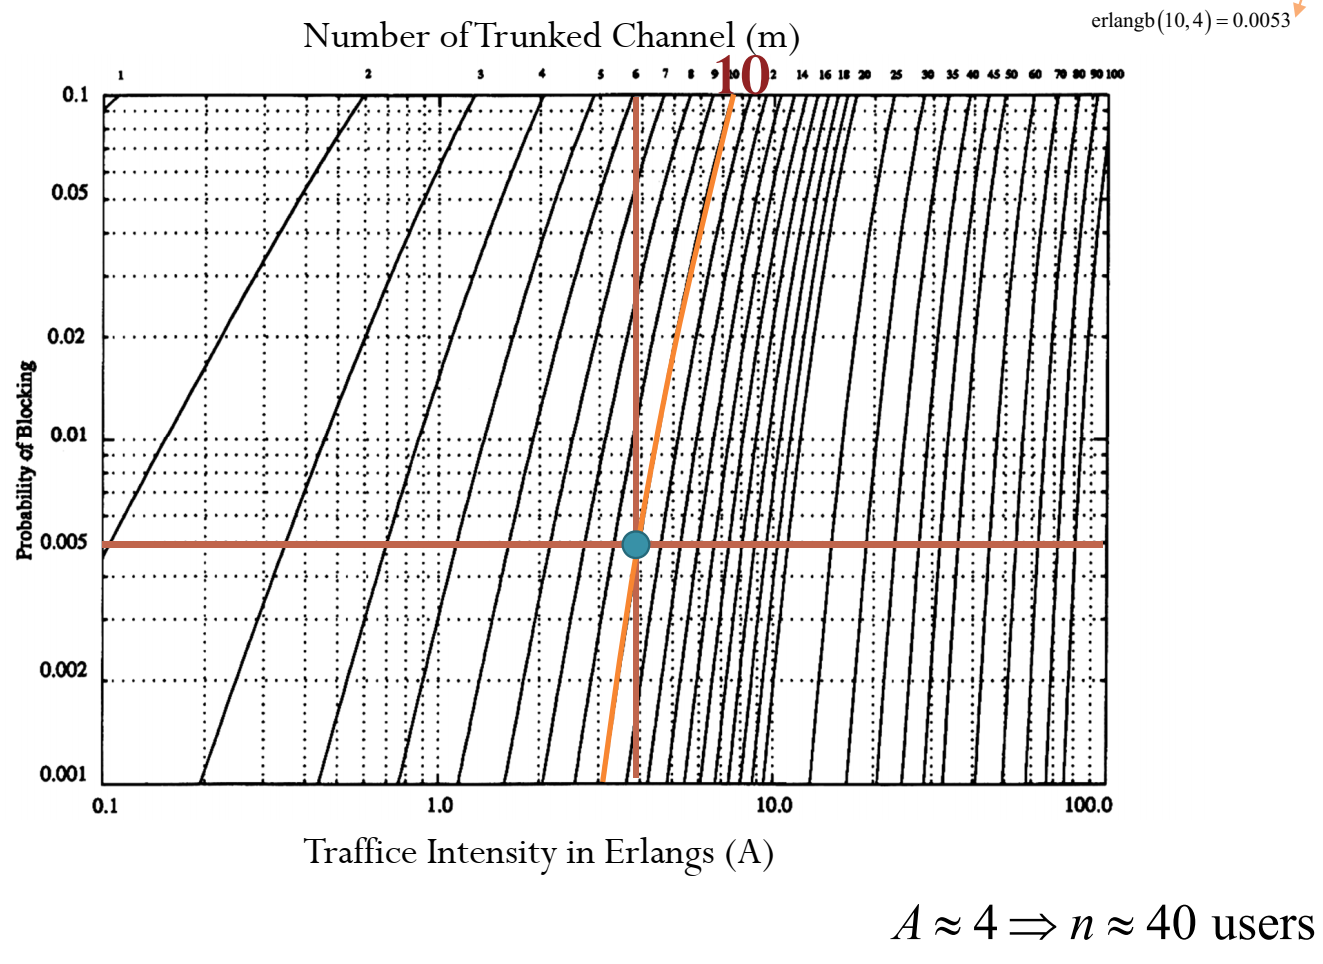 erlangb(10,4) = 0.0053
Number of Trunked Channel (m)
10
1 2 3 4 5 6 7 8 9 10 2 14 16 18 20 25 30 35 40 45 50 60 70 80 90 100
0.1
0.05
0.02
0.01
0.005
0.002
0.001
Probability of Blocking
0.1 1.0 10.0 100.0
Traffice Intensity in Erlangs (A)
A ≈ 4 ⇒ n ≈ 40 users